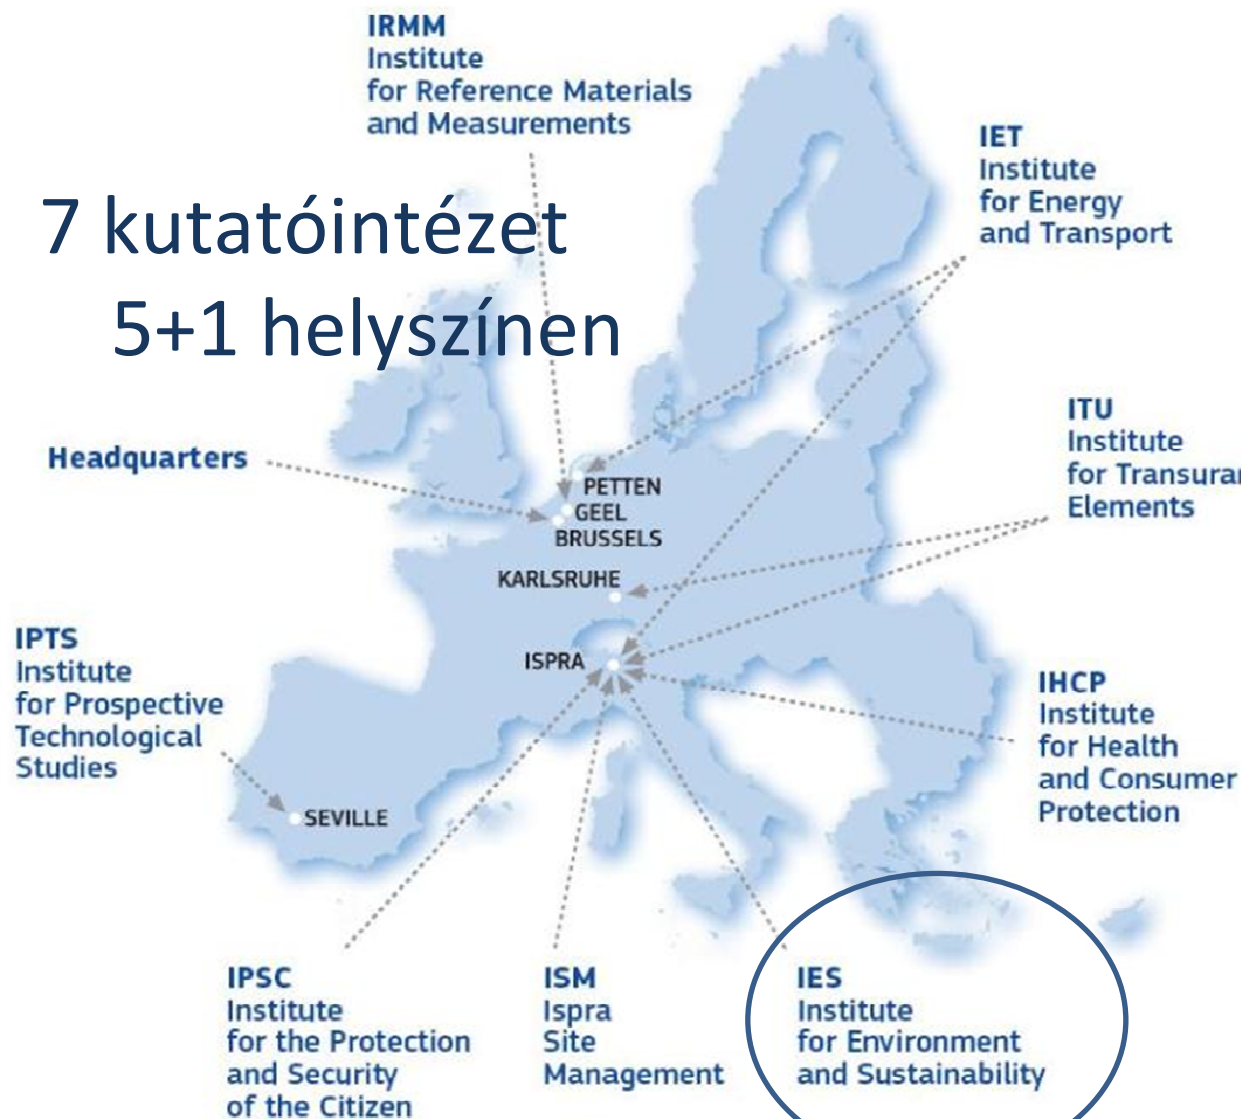 IRMM
Institute
for Reference Materials
and Measurements
7 kutatóintézet
5+1 helyszínen
IET
Institute
for Energy
and Transport
Headquarters
ITU
Institute
for Transuran
Elements
PETTEN
GEEL
BRUSSELS
KARLSRUHE
ISPRA
IPTS
Institute
for Prospective
Technological
Studies
SEVILLE
IHCP
Institute
for Health
and Consumer
Protection
IPSC
Institute
for the Protection
and Security
of the Citizen
ISM
Ispra
Site
Management
IES
Institute
for Environment
and Sustainability